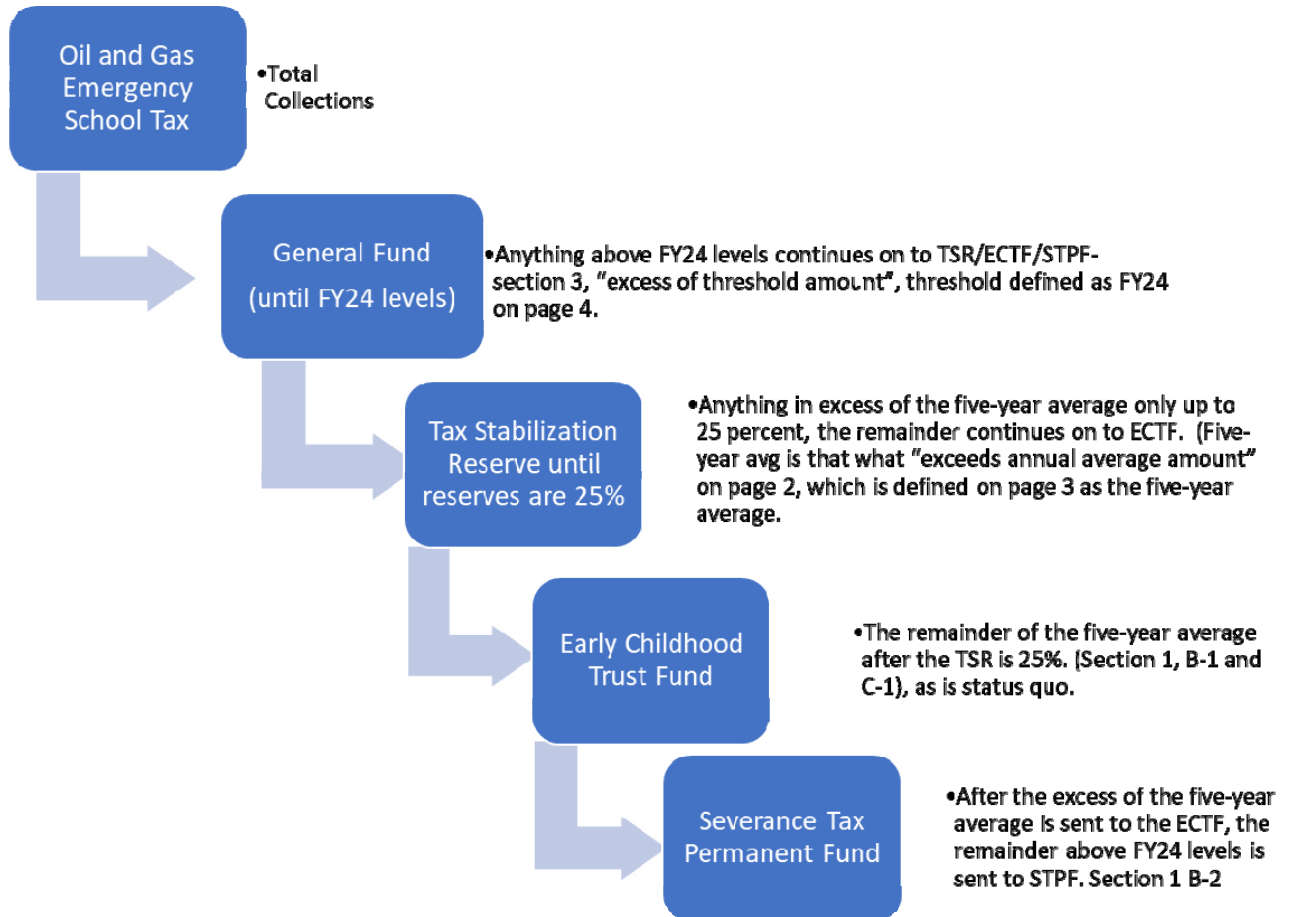 Oil and Gas
Emergency
School Tax
•Total
Collections
General Fund
(until FY24 levels)
•Anything above FY24 levels continues on to TSR/ECTF/STPF-
section 3, "excess of threshold amount", threshold defined as FY24
on page 4.
Tax Stabilization
Reserve until
reserves are 25%
•Anything in excess of the five-year average only up to
25 percent, the remainder continues on to ECTF. (Five-
year avg is that what "exceeds annual average amount"
on page 2, which is defined on page 3 as the five-year
average.
Early Childhood
Trust Fund
•The remainder of the five-year average
after the TSR is 25%. (Section 1, B-1 and
C-1), as is status quo.
Severance Tax
Permanent Fund
•After the excess of the five-year
average is sent to the ECTF, the
remainder above FY24 levels is
sent to STPF. Section 1 B-2